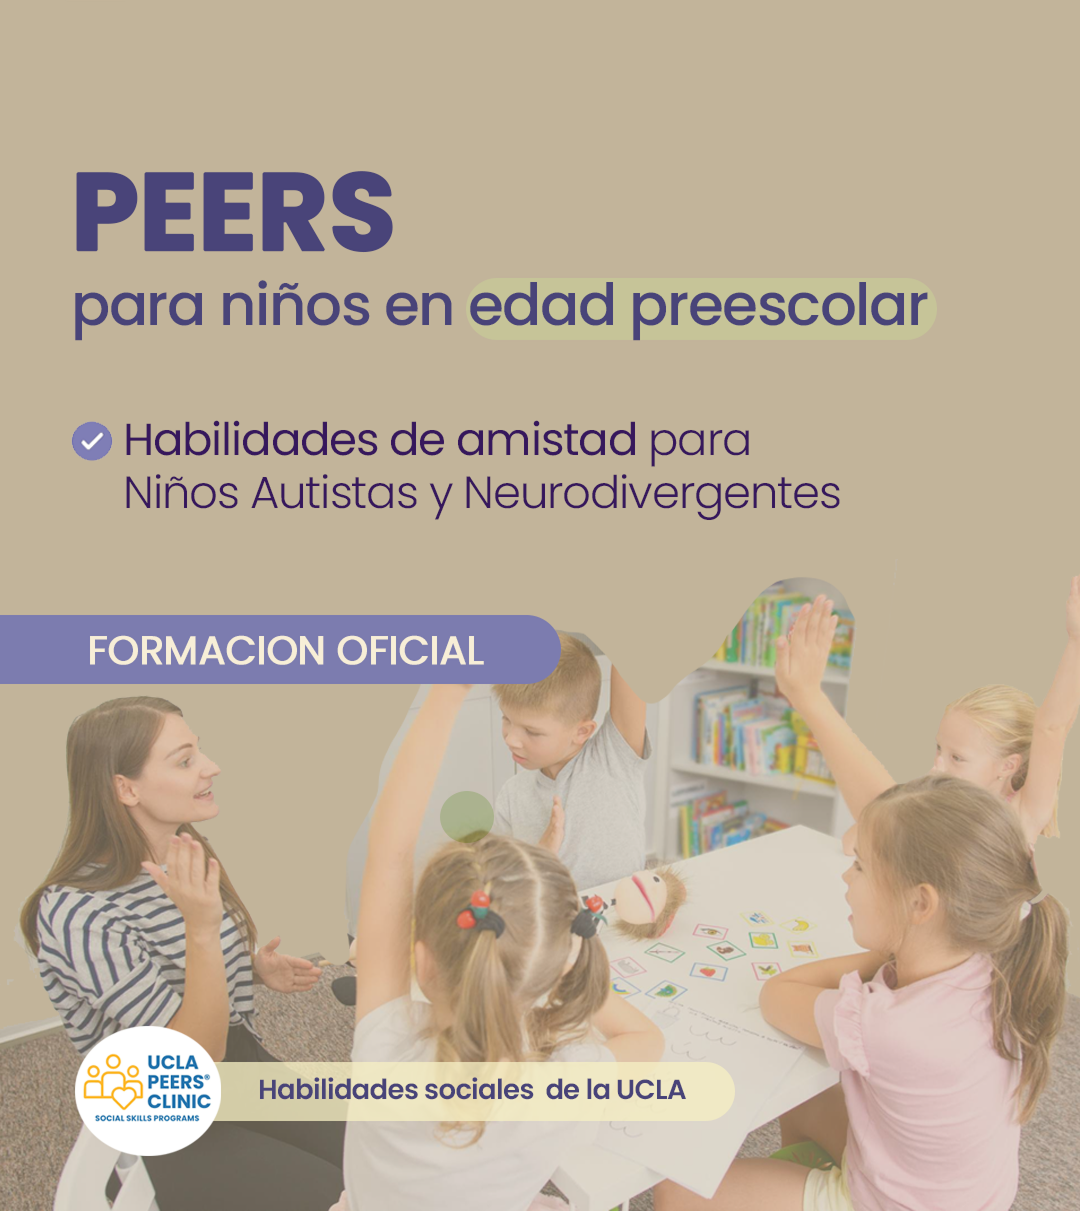 PEERS
para niños en edad preescolar
Habilidades de amistad para
Niños Autistas y Neurodivergentes
FORMACION OFICIAL
UCLA
PEERS®
CLINIC
SOCIAL SKILLS PROGRAMS
Habilidades sociales de la UCLA